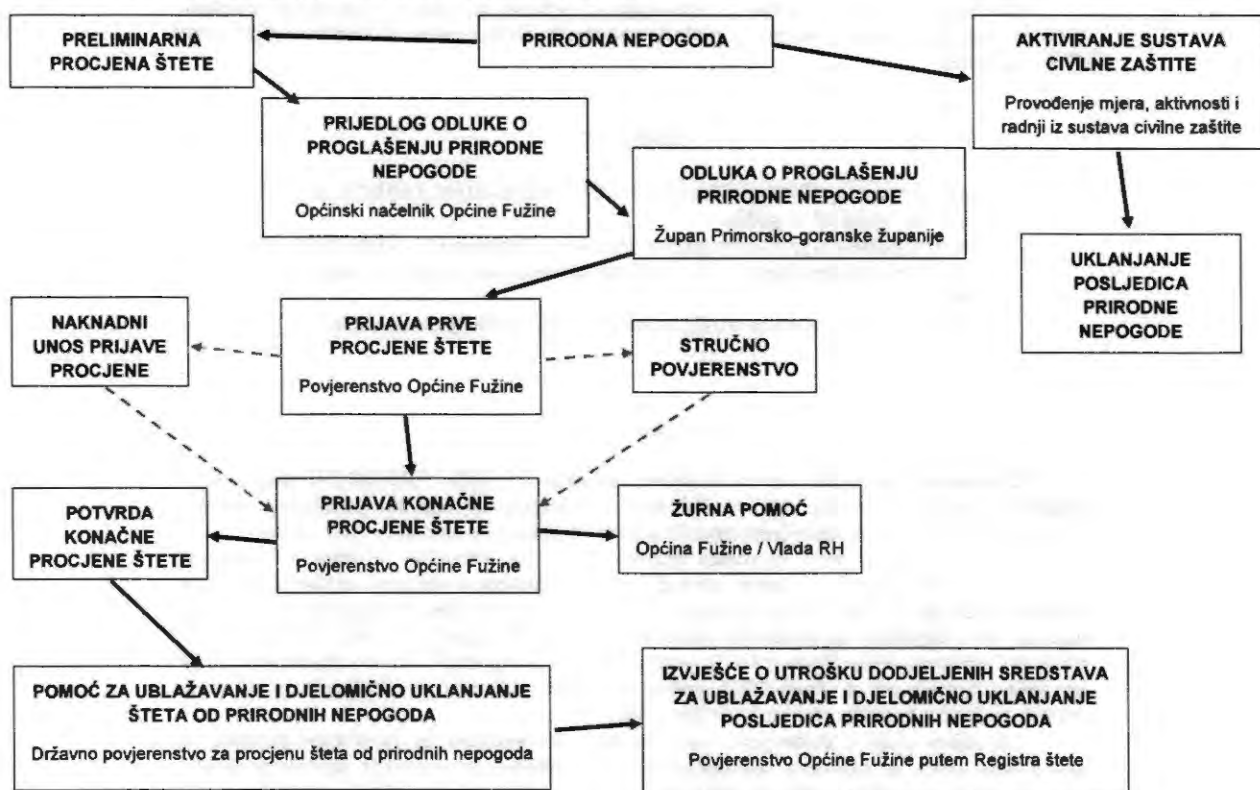 PRELIMINARNA
PROCJENA ŠTETE
PRIRODNA NEPOGODA
AKTIVIRANJE SUSTAVA
CIVILNE ZAŠTITE
Provođenje mjera, aktivnosti i
radnji iz sustava civilne zaštite
PRIJEDLOG ODLUKE O
PROGLAŠENJU PRIRODNE
NEPOGODE
Općinski načelnik Općine Fužine
ODLUKA O PROGLAŠENJU
PRIRODNE NEPOGODE
Župan Primorsko-goranske županije
UKLANJANJE
POSLJEDICA
PRIRODNE
NEPOGODE
NAKNADNI
UNOS PRIJAVE
PROCJENE
PRIJAVA PRVE
PROCJENE ŠTETE
Povjerenstvo Općine Fužine
STRUČNO
POVJERENSTVO
POTVRDA
KONAČNE
PROCJENE ŠTETE
PRIJAVA KONAČNE
PROCJENE ŠTETE
Povjerenstvo Općine Fužine
ŽURNA POMOĆ
Općina Fužine / Vlada RH
POMOĆ ZA UBLAŽAVANJE I DJELOMIČNO UKLANJANJE
ŠTETA OD PRIRODNIH NEPOGODA
Državno povjerenstvo za procjenu šteta od prirodnih nepogoda
IZVJEŠĆE O UTROŠKU DODJELJENIH SREDSTAVA
ZA UBLAŽAVANJE I DJELOMIČNO UKLANJANJE
POSLJEDICA PRIRODNIH NEPOGODA
Povjerenstvo Općine Fužine putem Registra štete